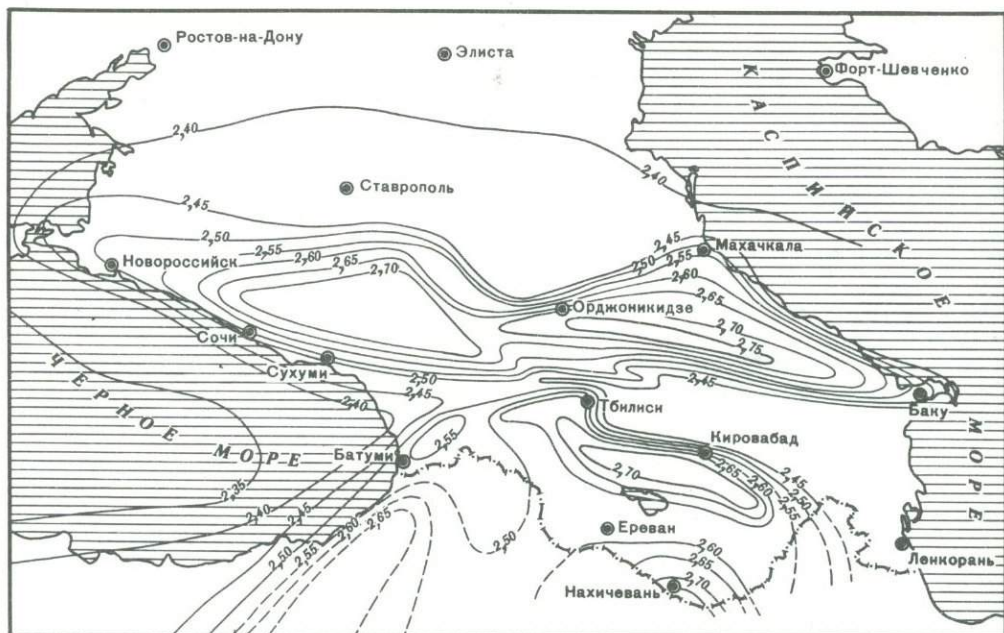 Ростов-на-Дону
Элиста
Форт-Шевченко
КАСПИЙСКОЕ МОРЕ
2,40
2,40
Ставрополь
2,45
2,50
2,55
2,60
2,65
2,70
Новороссийск
2,45
Махачкала
2,50
2,55
2,60
2,65
2,70
2,75
Орджоникидзе
Сочи
Сухуми
2,50
2,45
2,45
2,40
ЧЕРНОЕ МОРЕ
Тбилиси
Баку
2,55
Батуми
Кировабад
2,35
2,40
2,45
2,50
2,55
2,60
2,65
2,50
2,70
2,65
2,60
2,55
2,45
2,50
Ереван
2,60
2,65
2,70
Нахичевань
Ленкорань